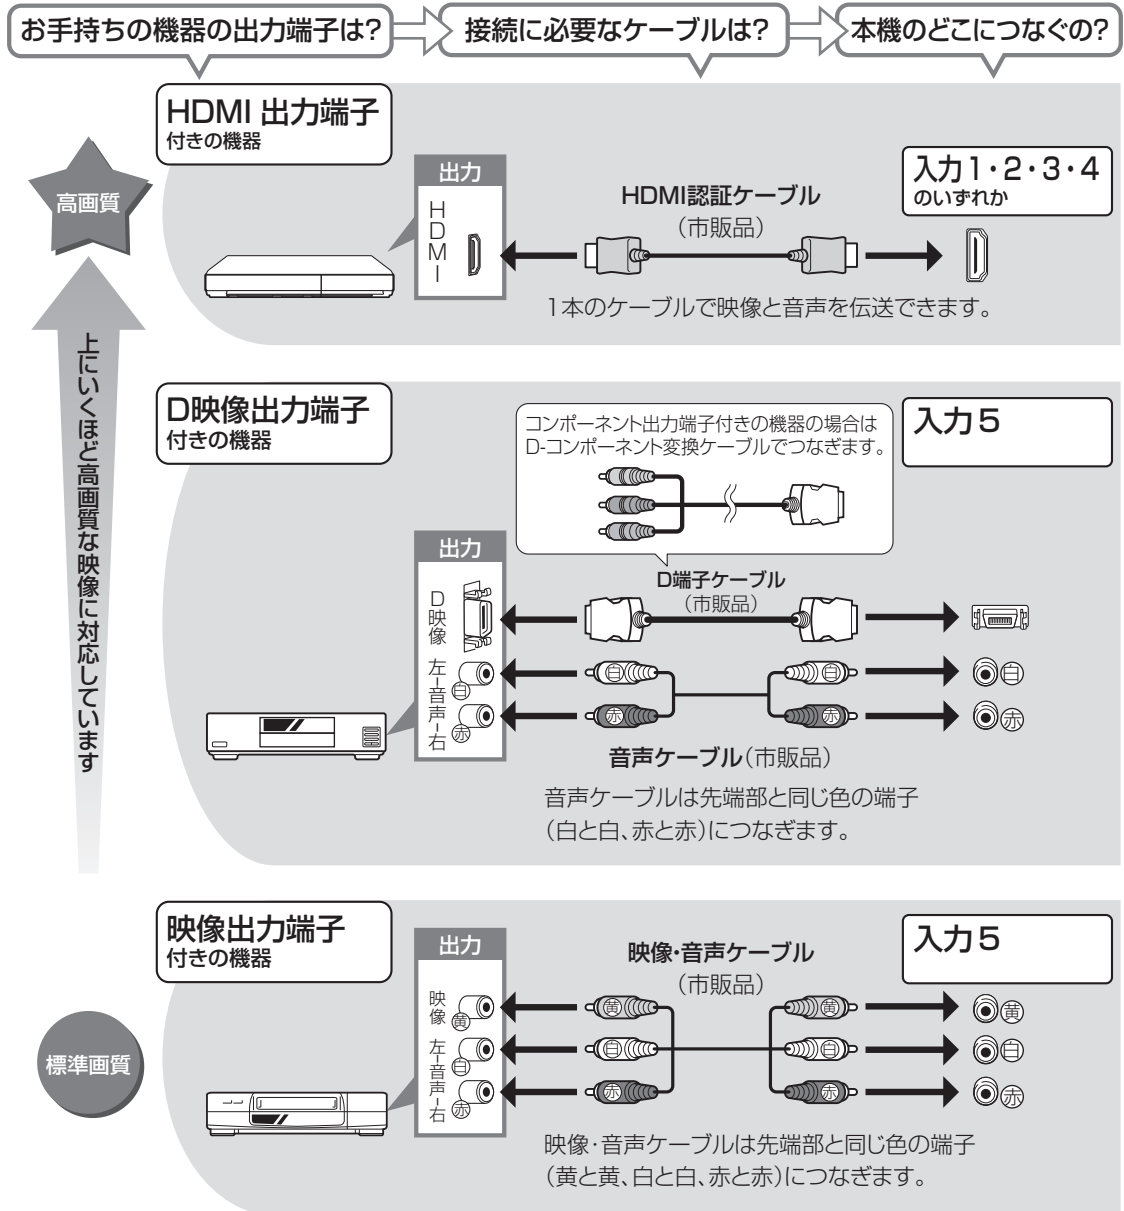 お手持ちの機器の出力端子は?
接続に必要なケーブルは?
本機のどこにつなぐの?
高画質
上にいくほど高画質な映像に対応しています
標準画質
HDMI 出力端子
付きの機器
出力
HDMI
HDMI認証ケーブル
(市販品)
入力1・2・3・4
のいずれか
1本のケーブルで映像と音声を伝送できます。
D映像出力端子
付きの機器
コンポーネント出力端子付きの機器の場合は
D-コンポーネント変換ケーブルでつなぎます。
入力5
出力
D映像
左-音声-右
白
赤
D端子ケーブル
(市販品)
白
赤
白
赤
白
赤
音声ケーブル(市販品)
音声ケーブルは先端部と同じ色の端子
(白と白、赤と赤)につなぎます。
映像出力端子
付きの機器
出力
映像
黄
左-音声-右
白
赤
映像・音声ケーブル
(市販品)
入力5
黄
黄
黄
白
白
白
赤
赤
赤
映像・音声ケーブルは先端部と同じ色の端子
(黄と黄、白と白、赤と赤)につなぎます。